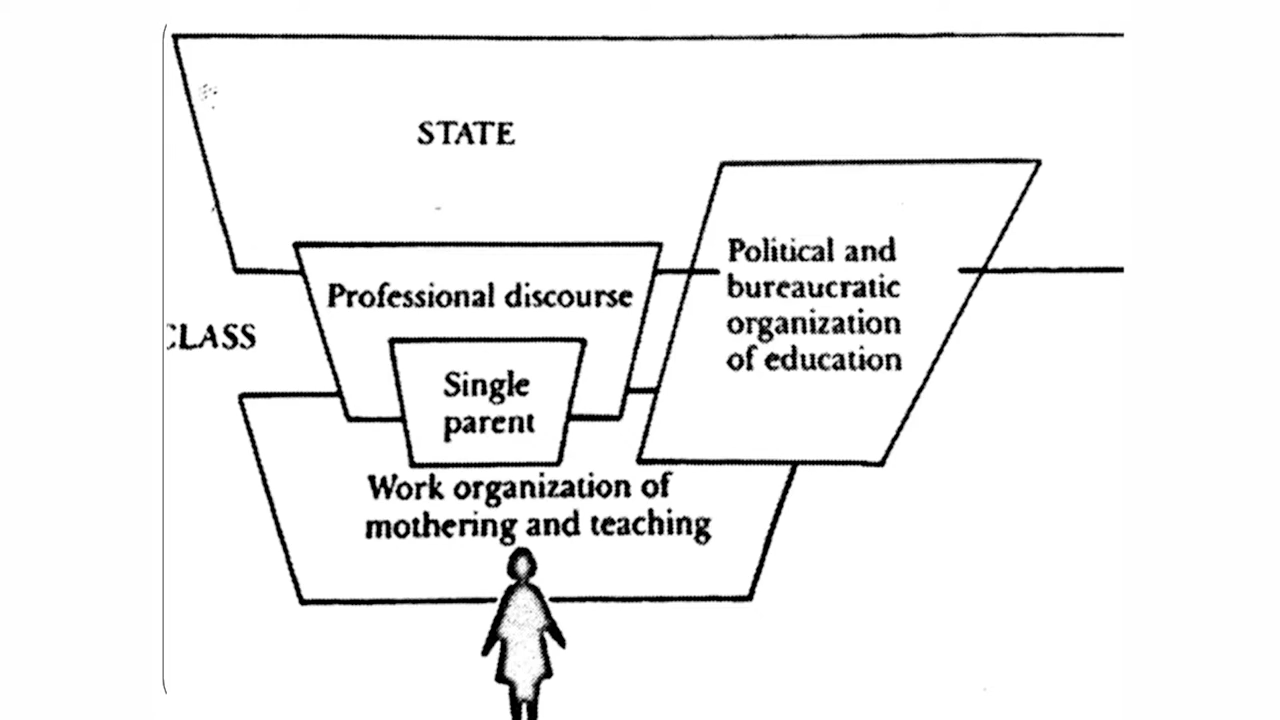 STATE
Political and
bureaucratic
organization
of education
Professional discourse
CLASS
Single
parent
Work organization of
mothering and teaching